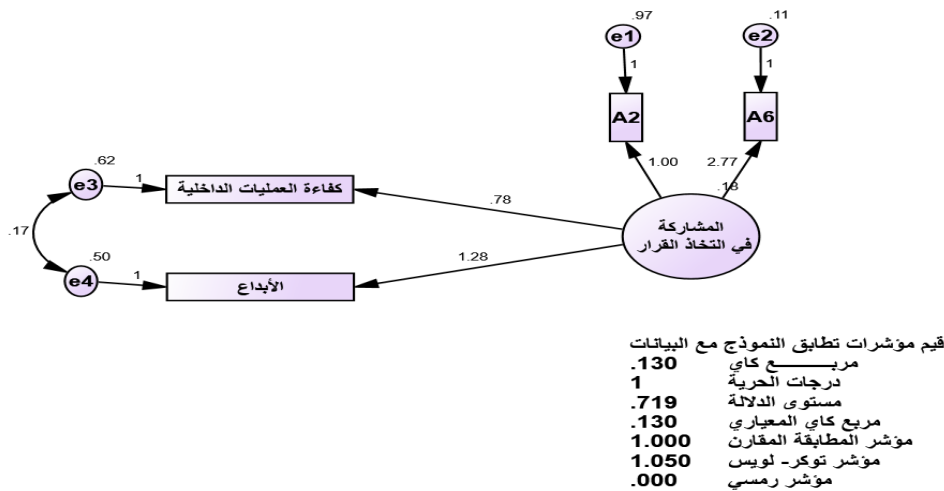 .97
.11
e1
e2
1
1
A2
A6
1.00
2.77
.18
المشاركة
في التخاذ القرار
.62
e3
1
كفاءة العمليات الداخلية
.78
.17
.50
e4
1
الأبداع
1.28
قيم مؤشرات تطابق النموذج مع البيانات
مربـــــــع كاي .130
درجات الحرية 1
مستوى الدلالة .719
مربع كاي المعياري .130
مؤشر المطابقة المقارن 1.000
مؤشر توكر- لويس 1.050
مؤشر رمسي .000